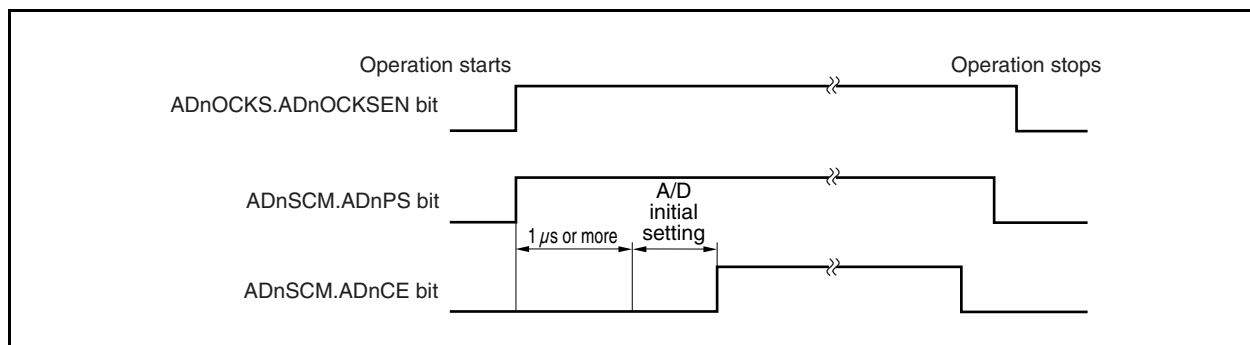 Operation starts
Operation stops
ADnOCKS.ADnOCKSEN bit
ADnSCM.ADnPS bit
A/D
initial
setting
1 μs or more
ADnSCM.ADnCE bit